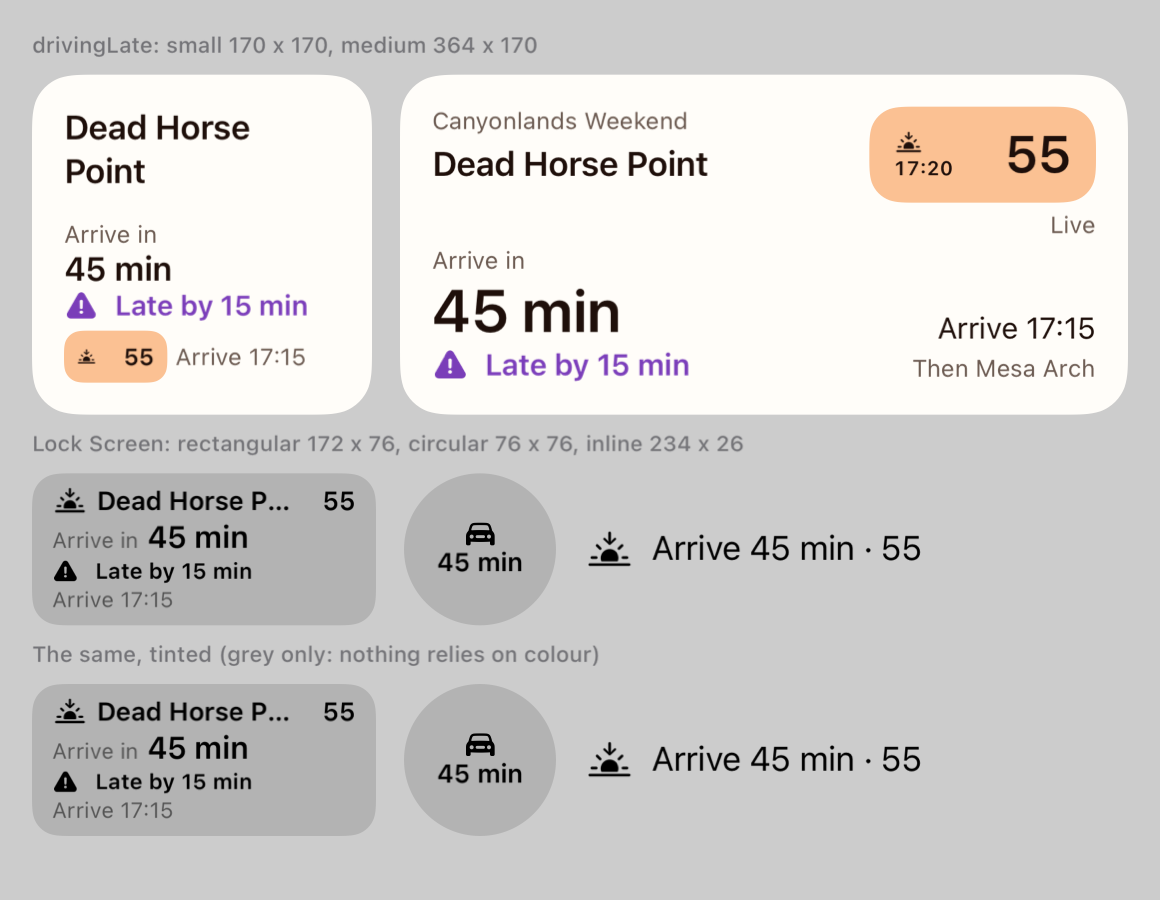 drivingLate: small 170 x 170, medium 364 x 170
Dead Horse
Point
Arrive in
45 min
Late by 15 min
55 Arrive 17:15
Canyonlands Weekend
Dead Horse Point
17:20 55
Live
Arrive in
45 min
Late by 15 min
Arrive 17:15
Then Mesa Arch
Lock Screen: rectangular 172 x 76, circular 76 x 76, inline 234 x 26
Dead Horse P... 55
Arrive in 45 min
Late by 15 min
Arrive 17:15
45 min
Arrive 45 min · 55
The same, tinted (grey only: nothing relies on colour)
Dead Horse P... 55
Arrive in 45 min
Late by 15 min
Arrive 17:15
45 min
Arrive 45 min · 55